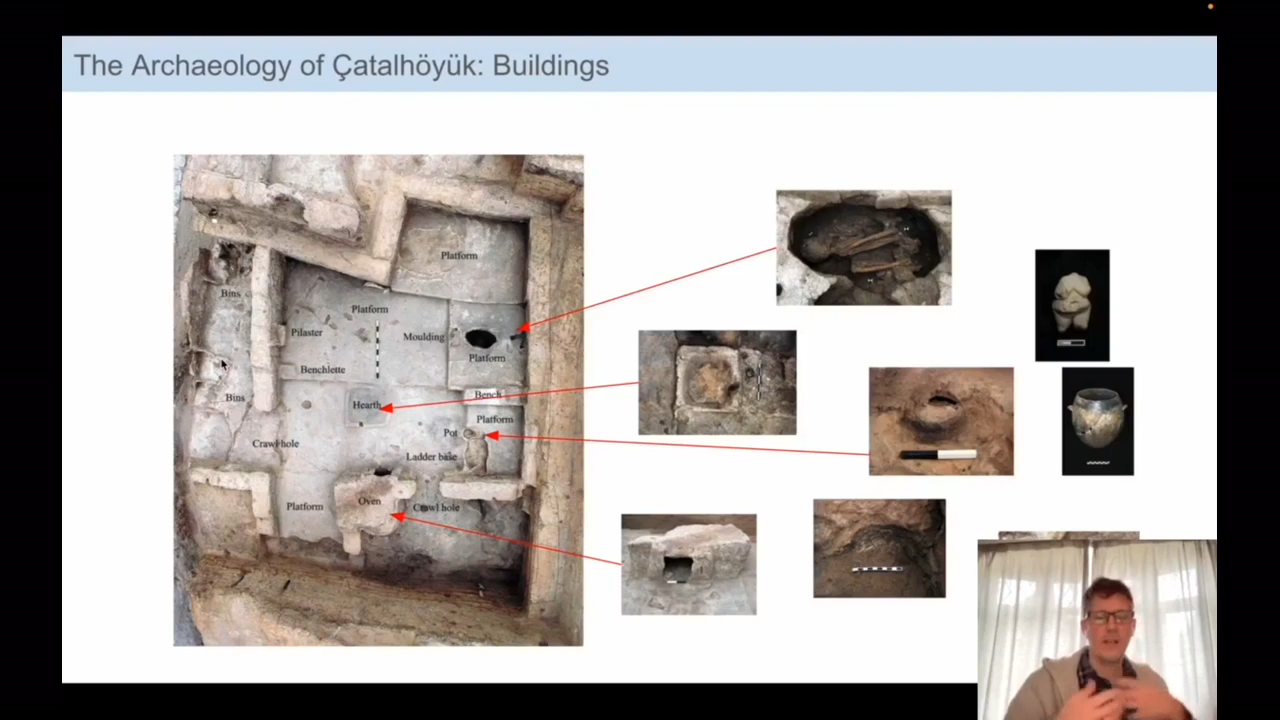 The Archaeology of Çatalhöyük: Buildings
Platform
Bins
Platform
Pilaster
Moulding
Platform
Benchlette
Bench
Bins
Hearth
Platform
Pot
Crawl hole
Ladder base
Oven
Platform
Crawl hole